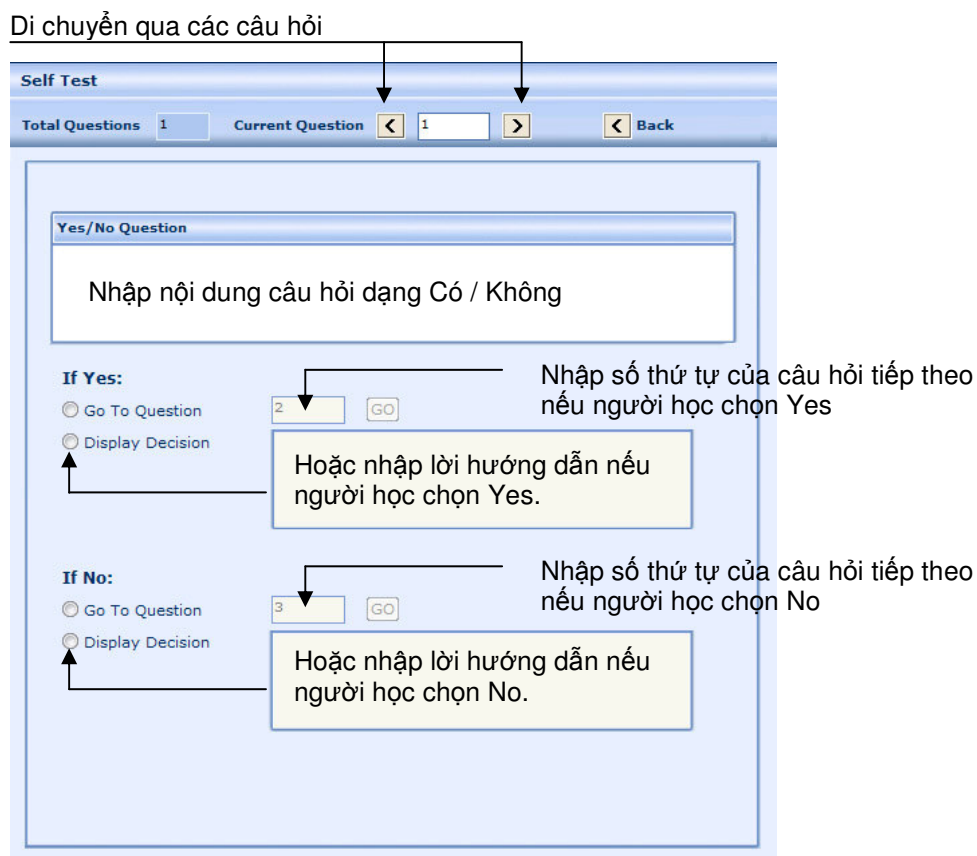 Di chuyển qua các câu hỏi
Self Test
Total Questions 1 Current Question < 1 > < Back
Yes/No Question
Nhập nội dung câu hỏi dạng Có / Không
If Yes:
Nhập số thứ tự của câu hỏi tiếp theo
Go To Question 2 GO
nếu người học chọn Yes
Display Decision
Hoặc nhập lời hướng dẫn nếu
người học chọn Yes.
If No:
Nhập số thứ tự của câu hỏi tiếp theo
Go To Question 3 GO
nếu người học chọn No
Display Decision
Hoặc nhập lời hướng dẫn nếu
người học chọn No.